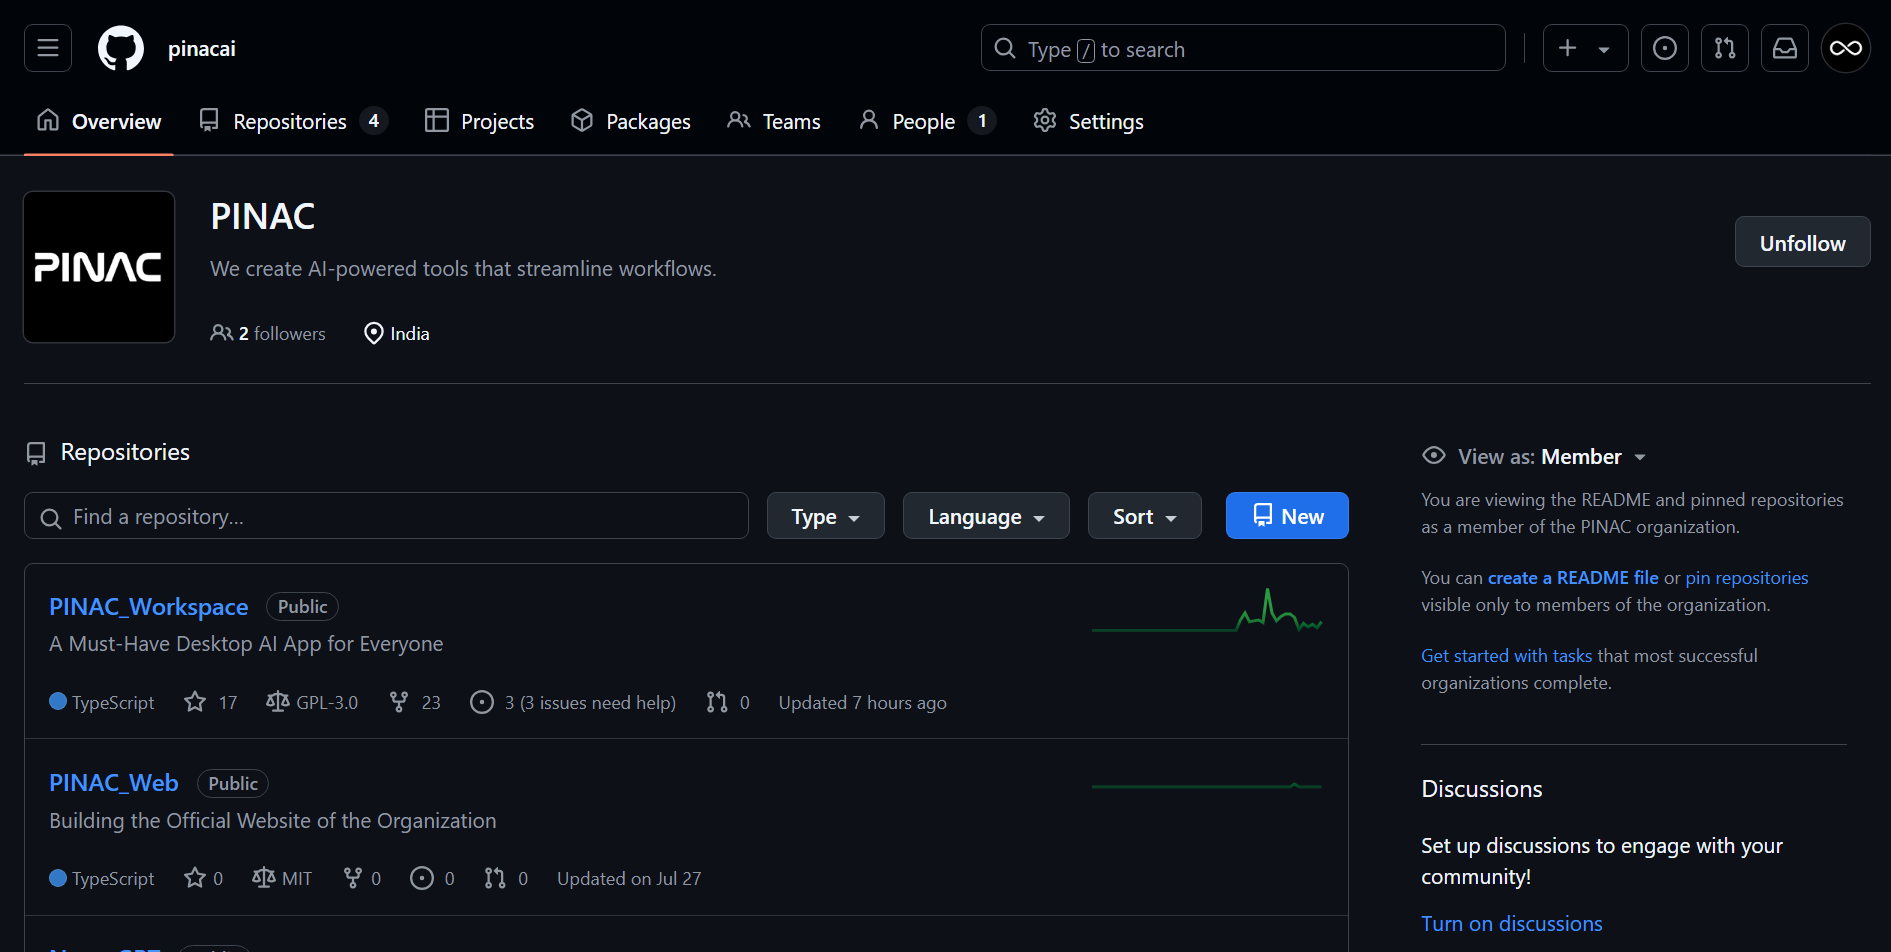 pinacai
Type / to search
Overview
Repositories 4
Projects
Packages
Teams
People 1
Settings
PINAC
PINAC
We create AI-powered tools that streamline workflows.
2 followers
India
Unfollow
Repositories
Find a repository...
Type
Language
Sort
New
PINAC_Workspace Public
A Must-Have Desktop AI App for Everyone
TypeScript 17 GPL-3.0 23 3 (3 issues need help) 0 Updated 7 hours ago
PINAC_Web Public
Building the Official Website of the Organization
TypeScript 0 MIT 0 0 0 Updated on Jul 27
View as: Member
You are viewing the README and pinned repositories
as a member of the PINAC organization.
You can create a README file or pin repositories
visible only to members of the organization.
Get started with tasks that most successful
organizations complete.
Discussions
Set up discussions to engage with your
community!
Turn on discussions